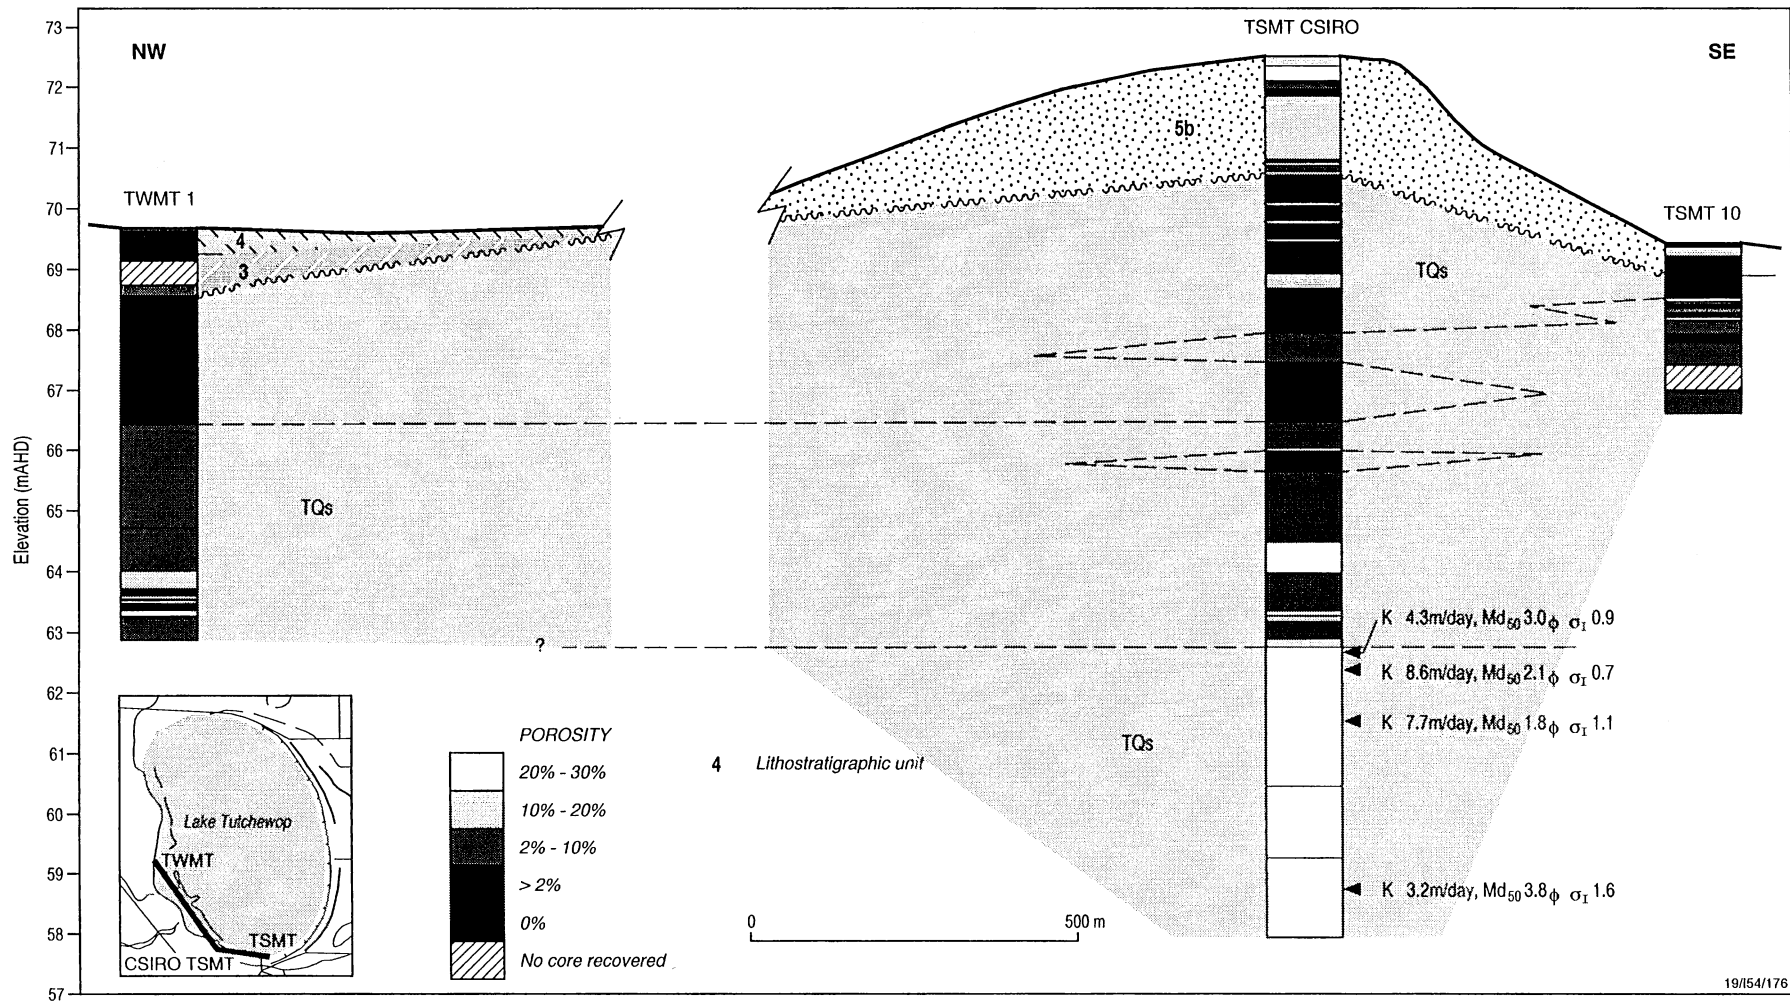 NW
TSMT CSIRO
SE
TWMT 1
TSMT 10
Elevation (mAHD)
73
72
71
70
69
68
67
66
65
64
63
62
61
60
59
58
57
4
3
5b
TQs
TQs
TQs
?
K 4.3m/day, Md50 3.0ϕ σI 0.9
K 8.6m/day, Md50 2.1ϕ σI 0.7
K 7.7m/day, Md50 1.8ϕ σI 1.1
K 3.2m/day, Md50 3.8ϕ σI 1.6
Lake Tutchewop
TWMT
TSMT
CSIRO TSMT
POROSITY
20% - 30%
10% - 20%
2% - 10%
> 2%
0%
No core recovered
4 Lithostratigraphic unit
0 500 m
19/I54/176